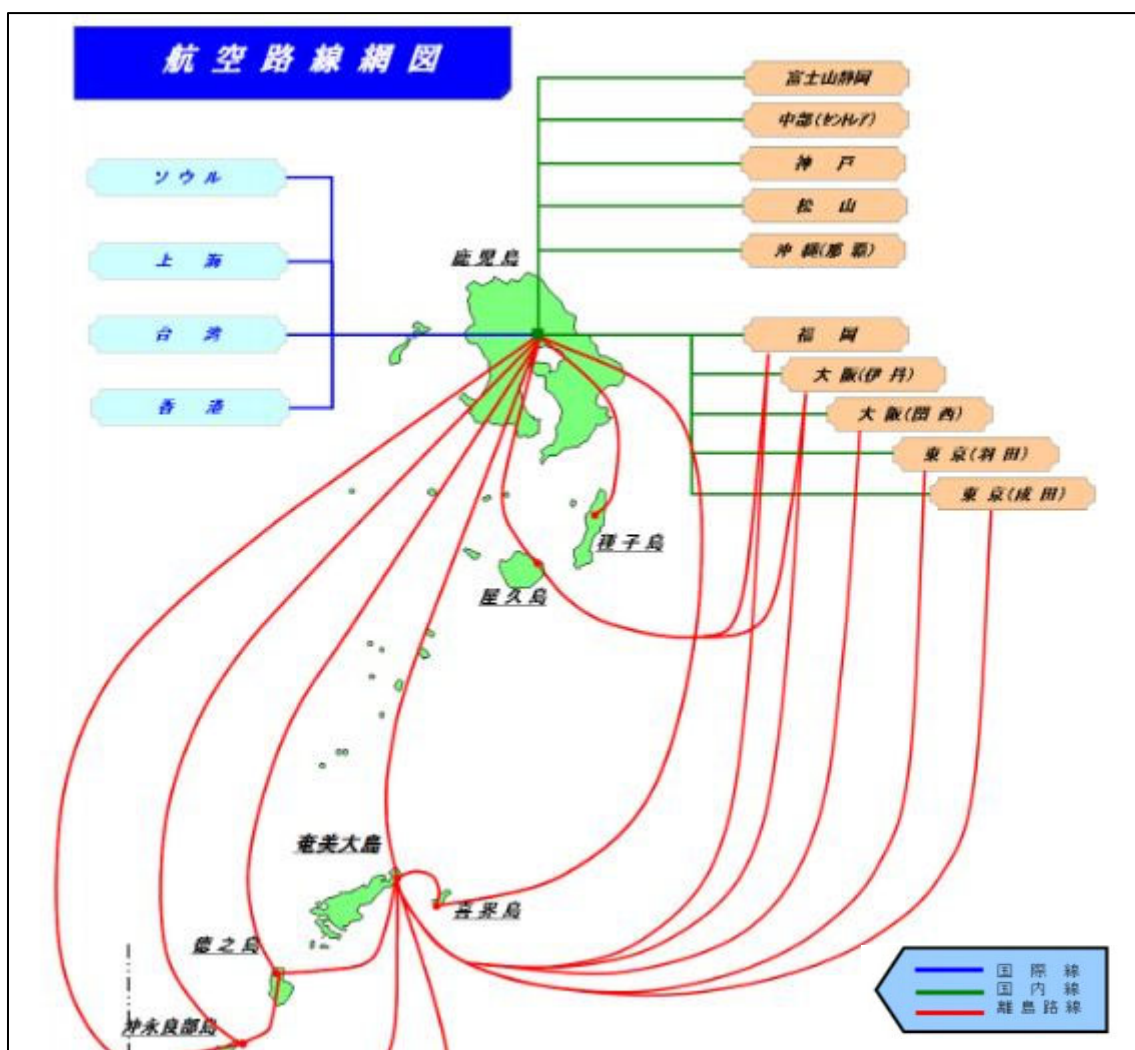 航空路線網図
富士山静岡
中部(セントレア)
神戸
松山
沖縄(那覇)
ソウル
上海
台湾
香港
鹿児島
福岡
大阪(伊丹)
大阪(関西)
東京(羽田)
東京(成田)
種子島
屋久島
奄美大島
喜界島
徳之島
沖永良部島
国際線
国内線
離島路線